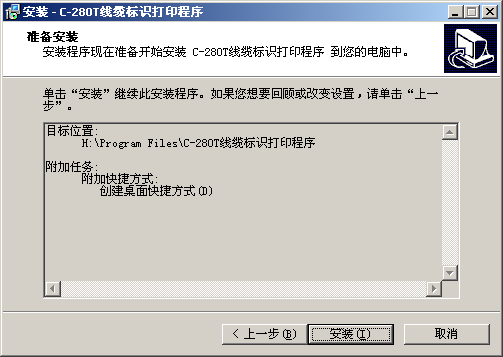 安装 - C-280T线缆标识打印程序
准备安装
安装程序现在准备开始安装 C-280T线缆标识打印程序 到您的电脑中。
单击“安装”继续此安装程序。如果您想要回顾或改变设置，请单击“上一
步”。
目标位置:
H:\Program Files\C-280T线缆标识打印程序
附加任务:
附加快捷方式:
创建桌面快捷方式(D)
< 上一步(B)
安装(I)
取消